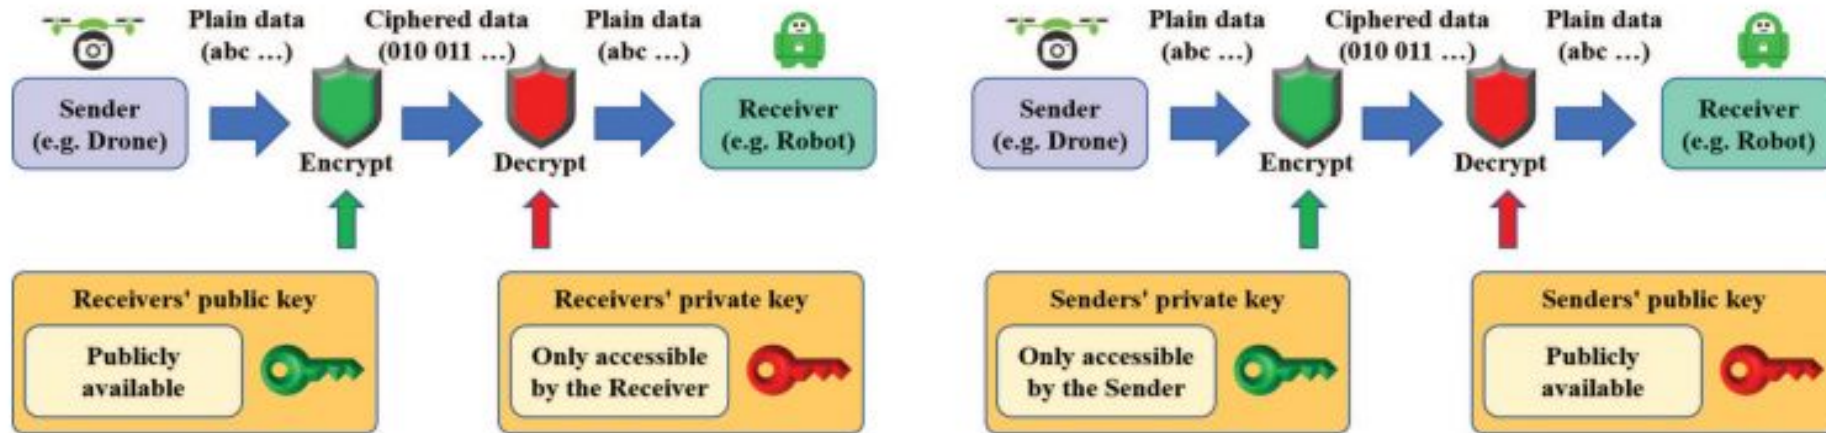 Plain data
(abc …)
Ciphered data
(010 011 …)
Plain data
(abc …)
Sender
(e.g. Drone)
Receiver
(e.g. Robot)
Encrypt
Decrypt
Receivers' public key
Publicly
available
Receivers' private key
Only accessible
by the Receiver
Plain data
(abc …)
Ciphered data
(010 011 …)
Plain data
(abc …)
Sender
(e.g. Drone)
Receiver
(e.g. Robot)
Encrypt
Decrypt
Senders' private key
Only accessible
by the Sender
Senders' public key
Publicly
available